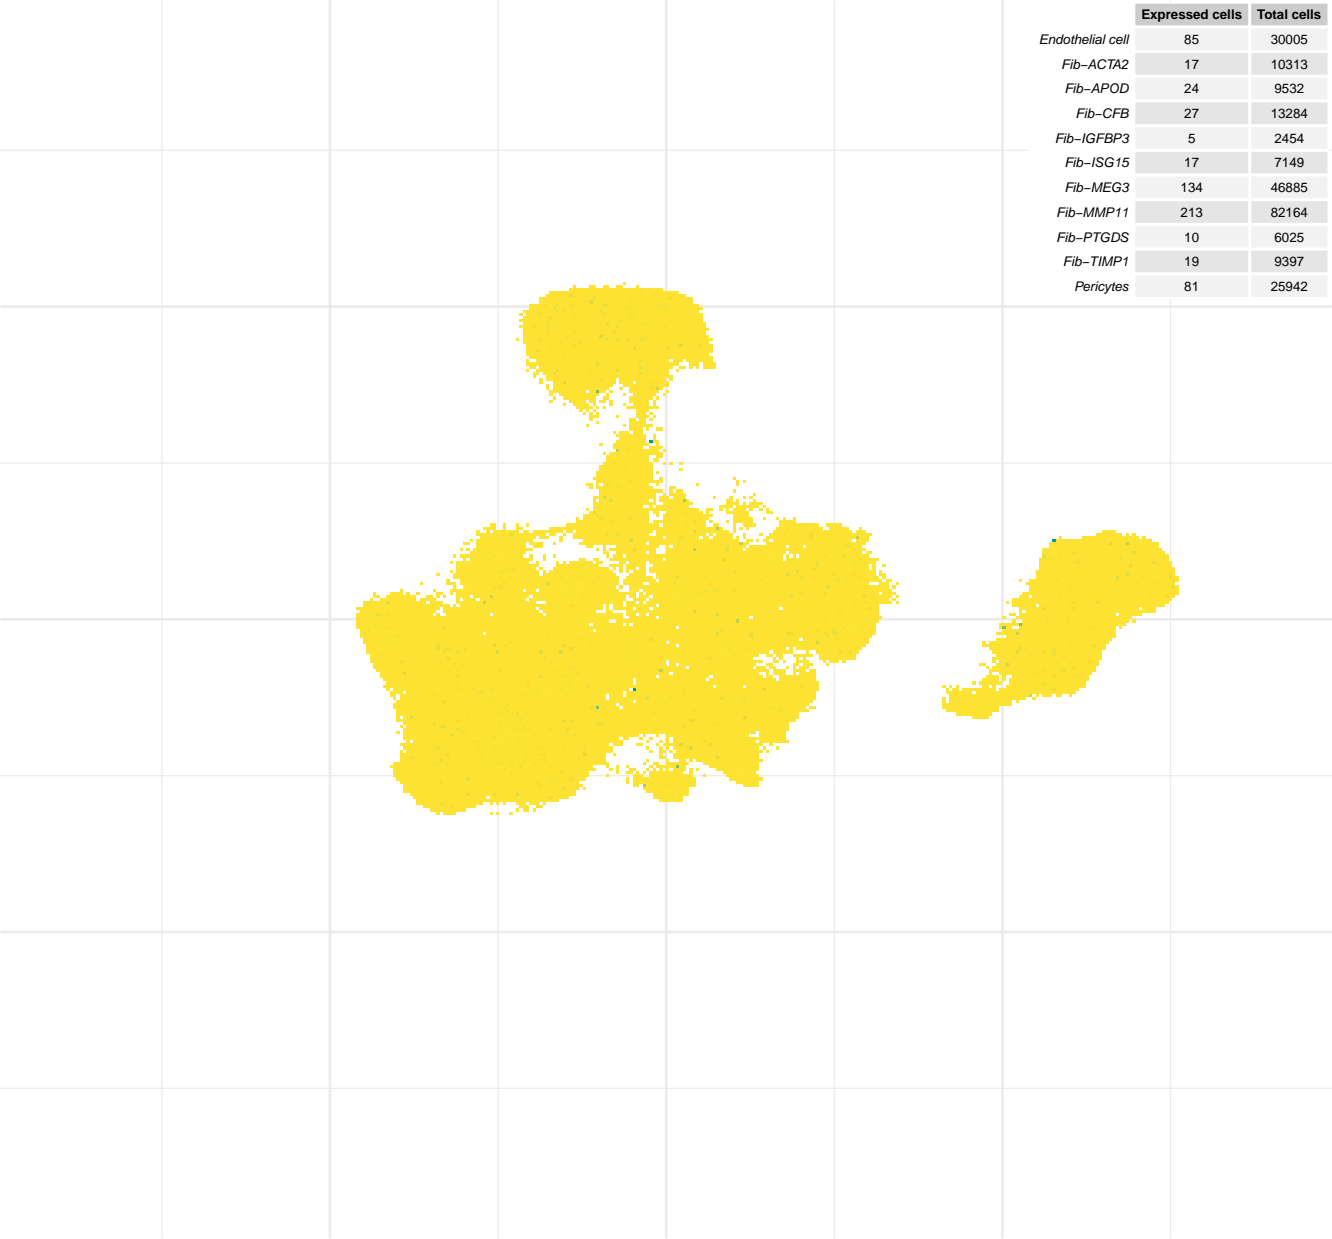 Expressed cells Total cells
Endothelial cell 85 30005
Fib−ACTA2 17 10313
Fib−APOD 24 9532
Fib−CFB 27 13284
Fib−IGFBP3 5 2454
Fib−ISG15 17 7149
Fib−MEG3 134 46885
Fib−MMP11 213 82164
Fib−PTGDS 10 6025
Fib−TIMP1 19 9397
Pericytes 81 25942